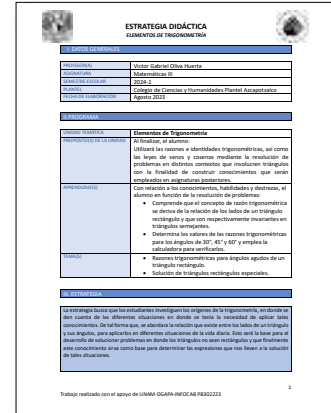 ESTRATEGIA DIDÁCTICA
ELEMENTOS DE TRIGONOMETRÍA
I. DATOS GENERALES
PROFESOR(A) Víctor Gabriel Oliva Huerta
ASIGNATURA Matemáticas III
SEMESTRE ESCOLAR 2024-1
PLANTEL Colegio de Ciencias y Humanidades Plantel Azcapotzalco
FECHA DE ELABORACIÓN Agosto 2023
II.PROGRAMA
UNIDAD TEMÁTICA Elementos de Trigonometría
PROPÓSITO(S) DE LA UNIDAD Al finalizar, el alumno:
Utilizará las razones e identidades trigonométricas, así como
las leyes de senos y cosenos mediante la resolución de
problemas en distintos contextos que involucren triángulos
con la finalidad de construir conocimientos que serán
empleados en asignaturas posteriores.
APRENDIZAJE(S) Con relación a los conocimientos, habilidades y destrezas, el
alumno en función de la resolución de problemas:
• Comprende que el concepto de razón trigonométrica
se deriva de la relación de los lados de un triángulo
rectángulo y que son respectivamente invariantes en
triángulos semejantes.
• Determina los valores de las razones trigonométricas
para los ángulos de 30°, 45° y 60° y emplea la
calculadora para verificarlos.
TEMA(S) • Razones trigonométricas para ángulos agudos de un
triángulo rectángulo.
• Solución de triángulos rectángulos especiales.
III. ESTRATEGIA
La estrategia busca que los estudiantes investiguen los orígenes de la trigonometría, en donde se
den cuenta de las diferentes situaciones en donde se tenía la necesidad de aplicar tales
conocimientos. De tal forma que, se abordara la relación que existe entre los lados de un triángulo
y sus ángulos, para aplicarlos en diferentes situaciones de la vida diaria. Esto será la base para el
desarrollo de solucionar problemas en donde los triángulos no sean rectángulos y que finalmente
este conocimiento sirva como base para determinar las expresiones que nos lleven a la solución
de tales situaciones.
1
Trabajo realizado con el apoyo de UNAM-DGAPA-INFOCAB PB302223